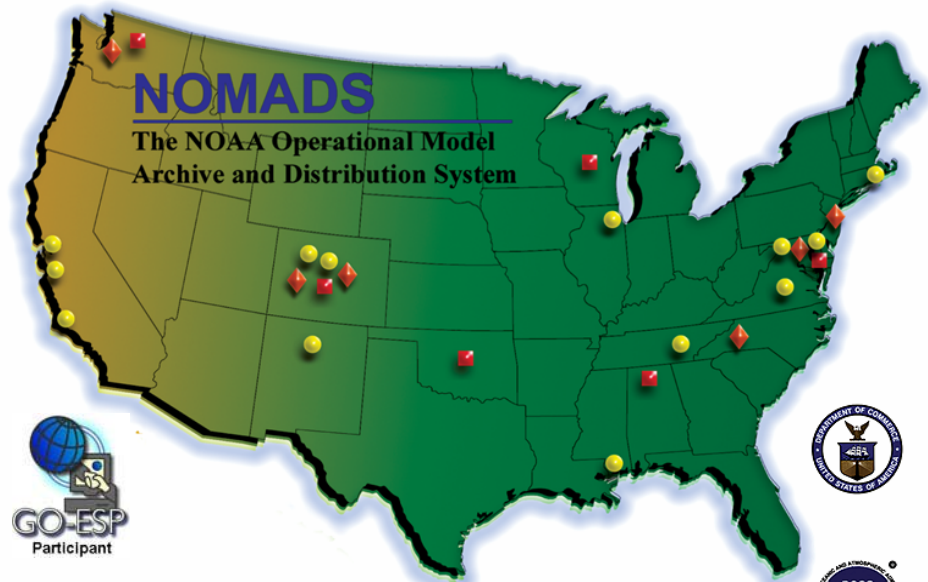 NOMADS
The NOAA Operational Model
Archive and Distribution System
DEPARTMENT OF COMMERCE
UNITED STATES OF AMERICA
GO-ESP
Participant